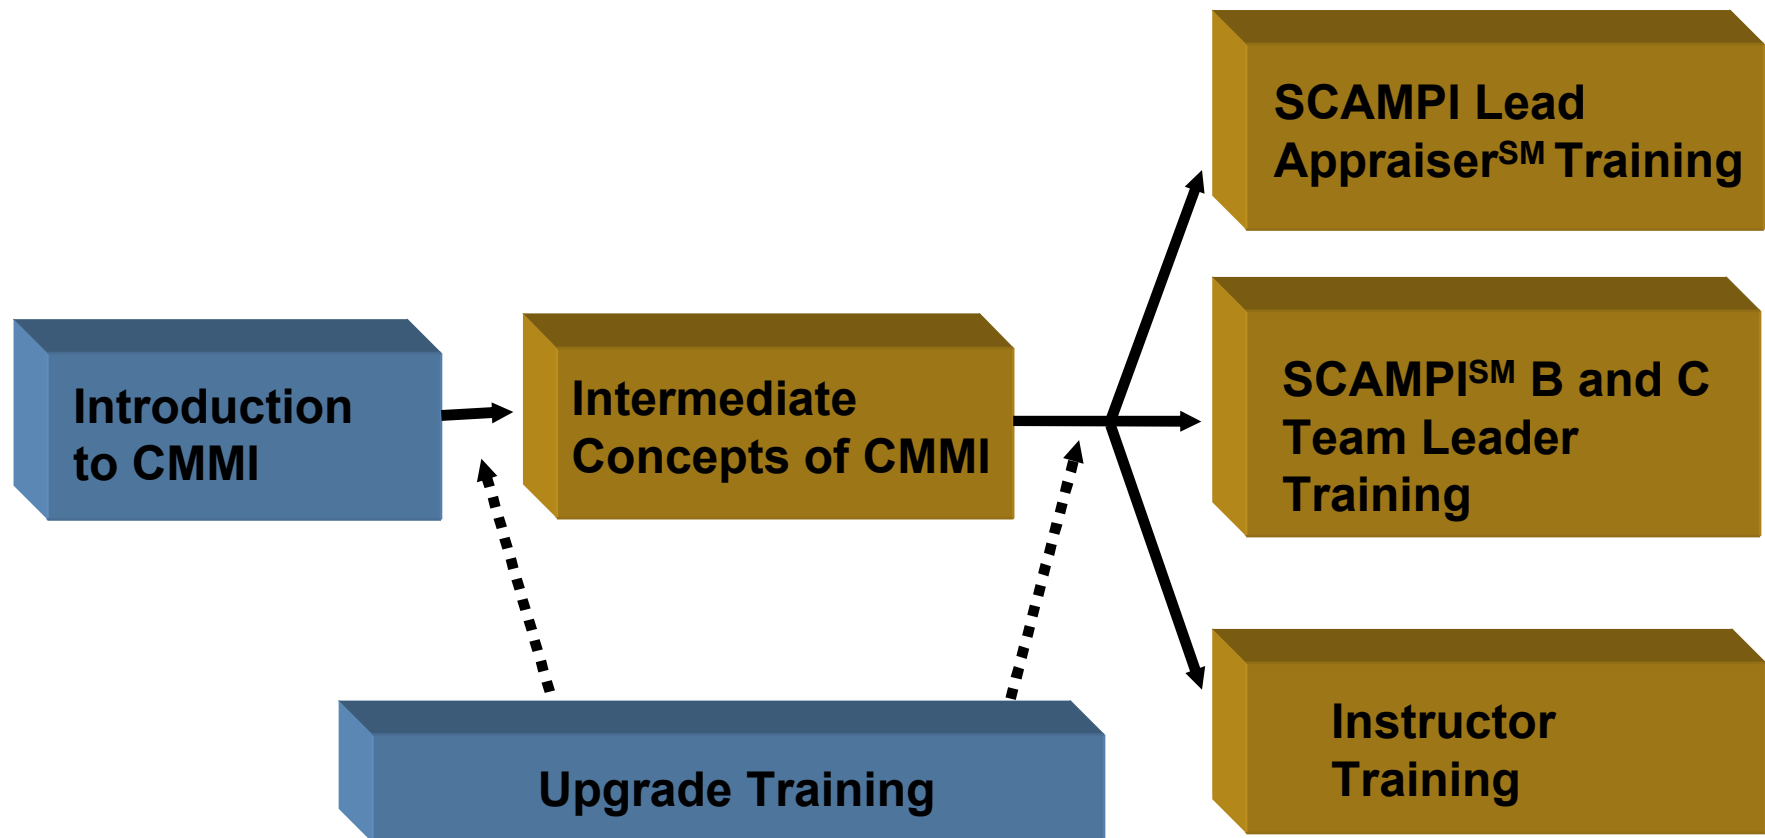 SCAMPI Lead
Appraiser℠ Training
Introduction
to CMMI
Intermediate
Concepts of CMMI
SCAMPI℠ B and C
Team Leader
Training
Upgrade Training
Instructor
Training